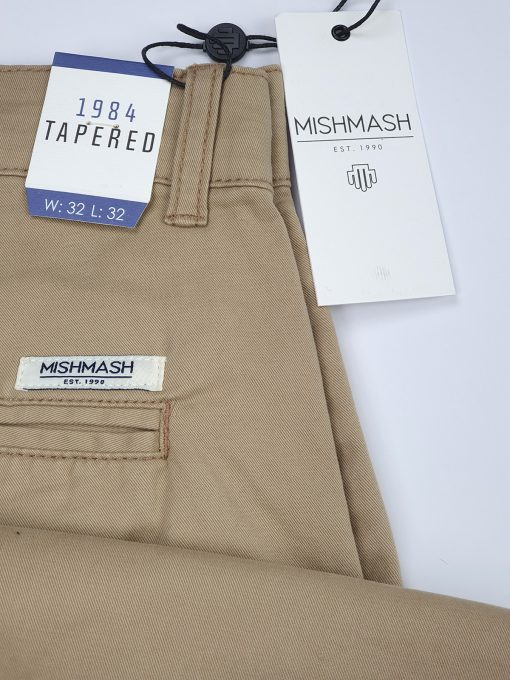 1984
TAPERED
W: 32 L: 32
MISHMASH
EST. 1990
MISHMASH
EST. 1990